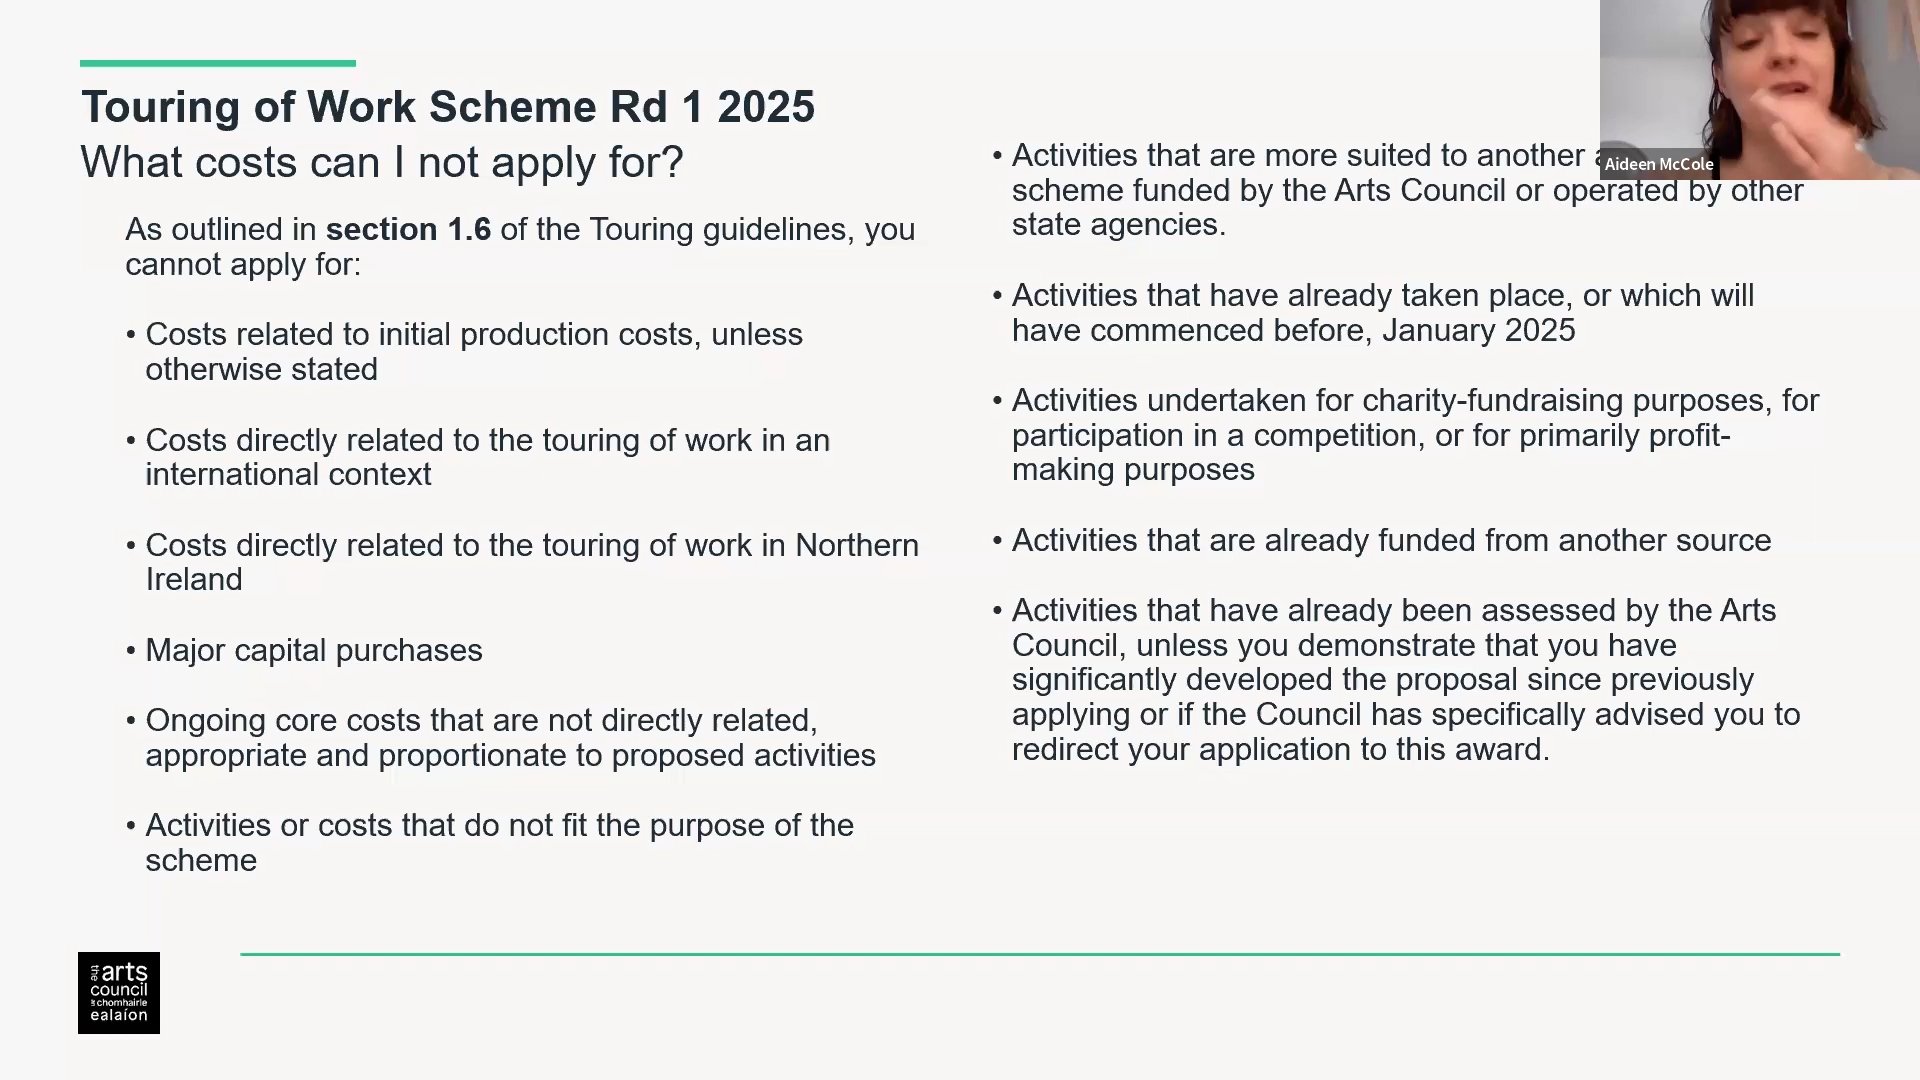 Touring of Work Scheme Rd 1 2025
What costs can I not apply for?
As outlined in section 1.6 of the Touring guidelines, you
cannot apply for:
• Costs related to initial production costs, unless
otherwise stated
• Costs directly related to the touring of work in an
international context
• Costs directly related to the touring of work in Northern
Ireland
• Major capital purchases
• Ongoing core costs that are not directly related,
appropriate and proportionate to proposed activities
• Activities or costs that do not fit the purpose of the
scheme
• Activities that are more suited to another
scheme funded by the Arts Council or operated by other
state agencies.
• Activities that have already taken place, or which will
have commenced before, January 2025
• Activities undertaken for charity-fundraising purposes, for
participation in a competition, or for primarily profit-
making purposes
• Activities that are already funded from another source
• Activities that have already been assessed by the Arts
Council, unless you demonstrate that you have
significantly developed the proposal since previously
applying or if the Council has specifically advised you to
redirect your application to this award.
Aideen McCole
the arts
council
chomhairle
ealaíon